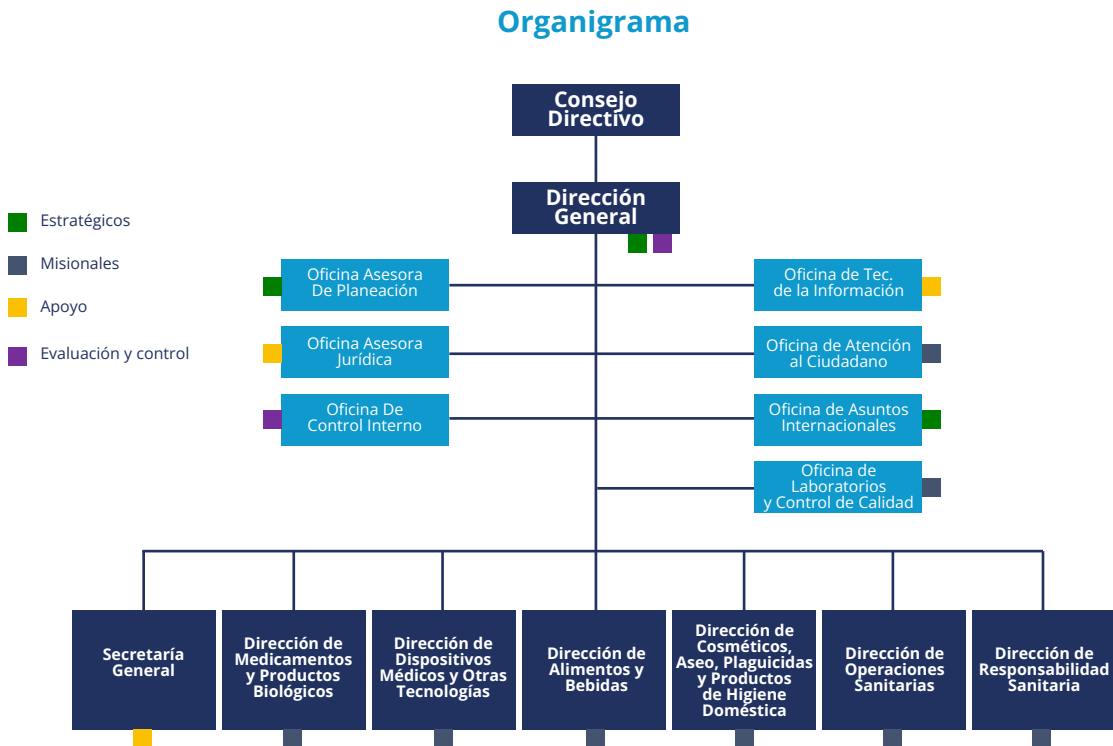 Organigrama
Consejo
Directivo
Dirección
General
Estratégicos
Misionales
Apoyo
Evaluación y control
Oficina Asesora
De Planeación
Oficina de Tec.
de la Información
Oficina Asesora
Jurídica
Oficina de Atención
al Ciudadano
Oficina De
Control Interno
Oficina de Asuntos
Internacionales
Oficina de
Laboratorios
y Control de Calidad
Secretaría
General
Dirección de
Medicamentos
y Productos
Biológicos
Dirección de
Dispositivos
Médicos y Otras
Tecnologías
Dirección de
Alimentos y
Bebidas
Dirección de
Cosméticos,
Aseo, Plaguicidas
y Productos
de Higiene
Doméstica
Dirección de
Operaciones
Sanitarias
Dirección de
Responsabilidad
Sanitaria